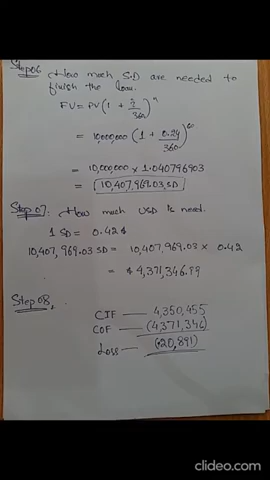 Step 06 How much S.D are needed to
finish the loan.
FV = PV (1 + r/360)^n
= 10,000,000 (1 + 0.24/360)^60
= 10,000,000 × 1.040796903
= 10,407,969.03 SD
Step 07: How much USD is need.
1 SD = 0.42 $
10,407,969.03 SD = 10,407,969.03 × 0.42
= $ 4,371,346.99
Step 08,
CIF — 4,350,455
COF — (4,371,346)
Loss — (20,891)
clideo.com